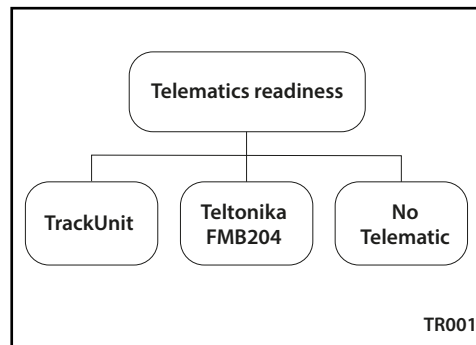 Telematics readiness
TrackUnit
Teltonika
FMB204
No
Telematic
TR001